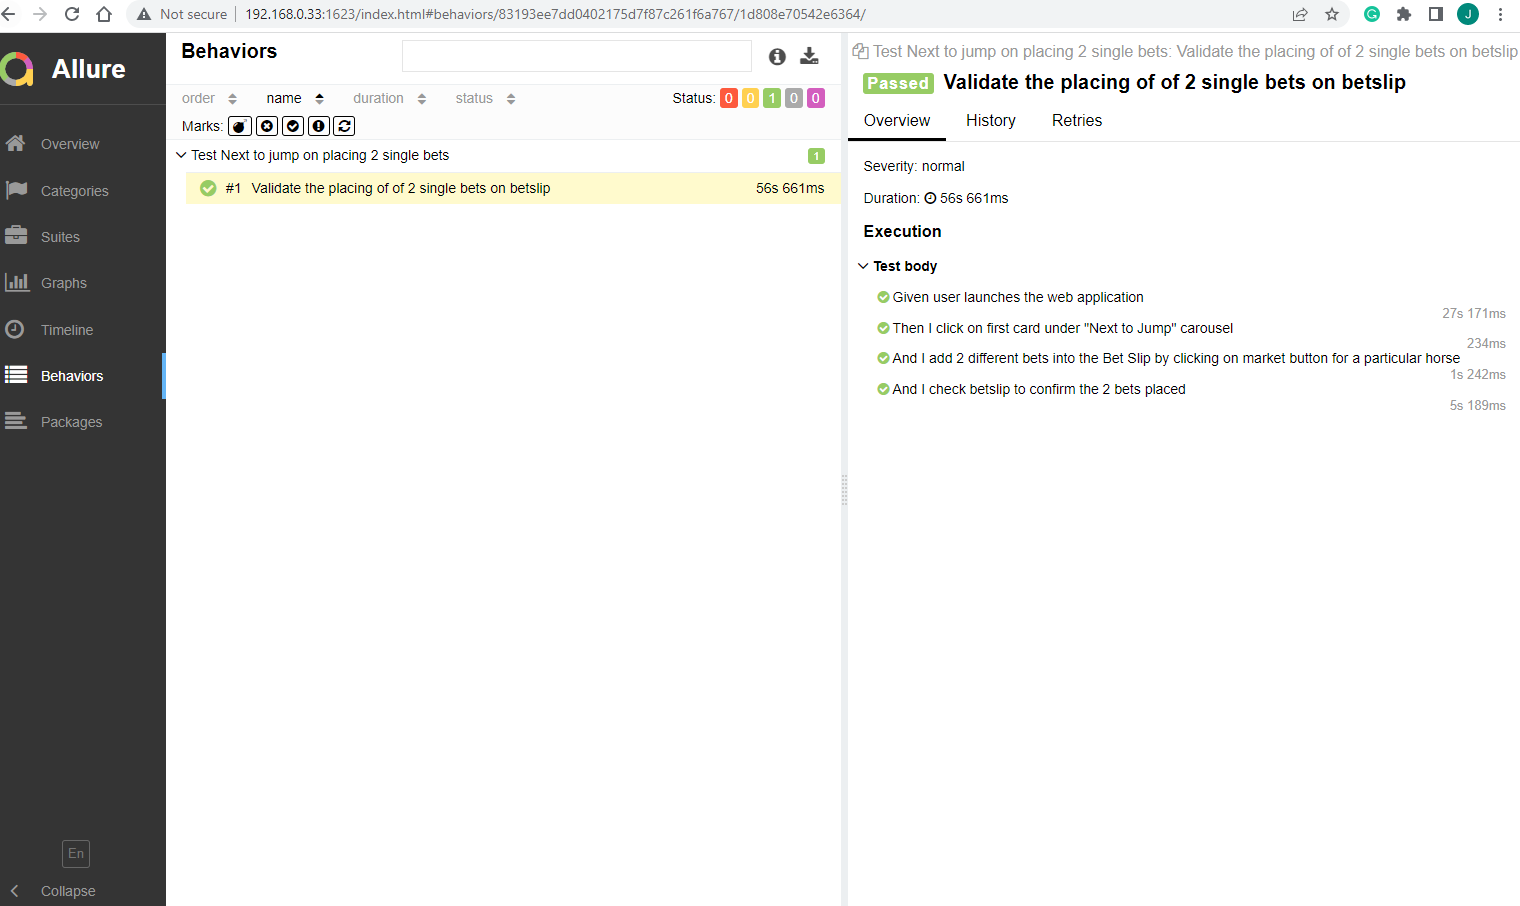 Not secure
192.168.0.33:1623/index.html#behaviors/83193ee7dd0402175d7f87c261f6a767/1d808e70542e6364/
G
J
Allure
Overview
Categories
Suites
Graphs
Timeline
Behaviors
Packages
En
Collapse
Behaviors
order name duration status Status: 0 0 1 0 0
Marks:
Test Next to jump on placing 2 single bets 1
#1 Validate the placing of of 2 single bets on betslip 56s 661ms
Test Next to jump on placing 2 single bets: Validate the placing of of 2 single bets on betslip
Passed Validate the placing of of 2 single bets on betslip
Overview History Retries
Severity: normal
Duration: 56s 661ms
Execution
Test body
Given user launches the web application
27s 171ms
Then I click on first card under "Next to Jump" carousel
234ms
And I add 2 different bets into the Bet Slip by clicking on market button for a particular horse
1s 242ms
And I check betslip to confirm the 2 bets placed
5s 189ms